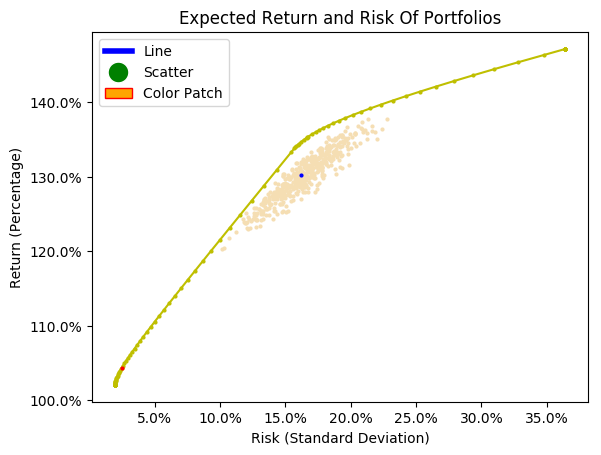 Expected Return and Risk Of Portfolios
Line
Scatter
Color Patch
Return (Percentage)
140.0%
130.0%
120.0%
110.0%
100.0%
5.0% 10.0% 15.0% 20.0% 25.0% 30.0% 35.0%
Risk (Standard Deviation)